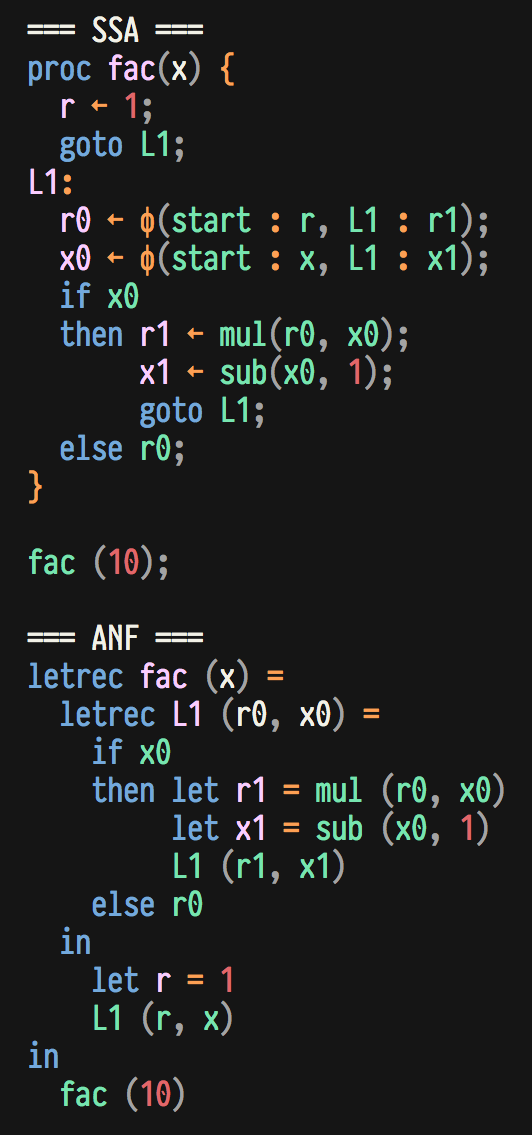 === SSA ===
proc fac(x) {
  r ← 1;
  goto L1;
L1:
  r0 ← ϕ(start : r, L1 : r1);
  x0 ← ϕ(start : x, L1 : x1);
  if x0
  then r1 ← mul(r0, x0);
       x1 ← sub(x0, 1);
       goto L1;
  else r0;
}

fac (10);

=== ANF ===
letrec fac (x) =
  letrec L1 (r0, x0) =
    if x0
    then let r1 = mul (r0, x0)
         let x1 = sub (x0, 1)
         L1 (r1, x1)
    else r0
  in
    let r = 1
    L1 (r, x)
in
  fac (10)